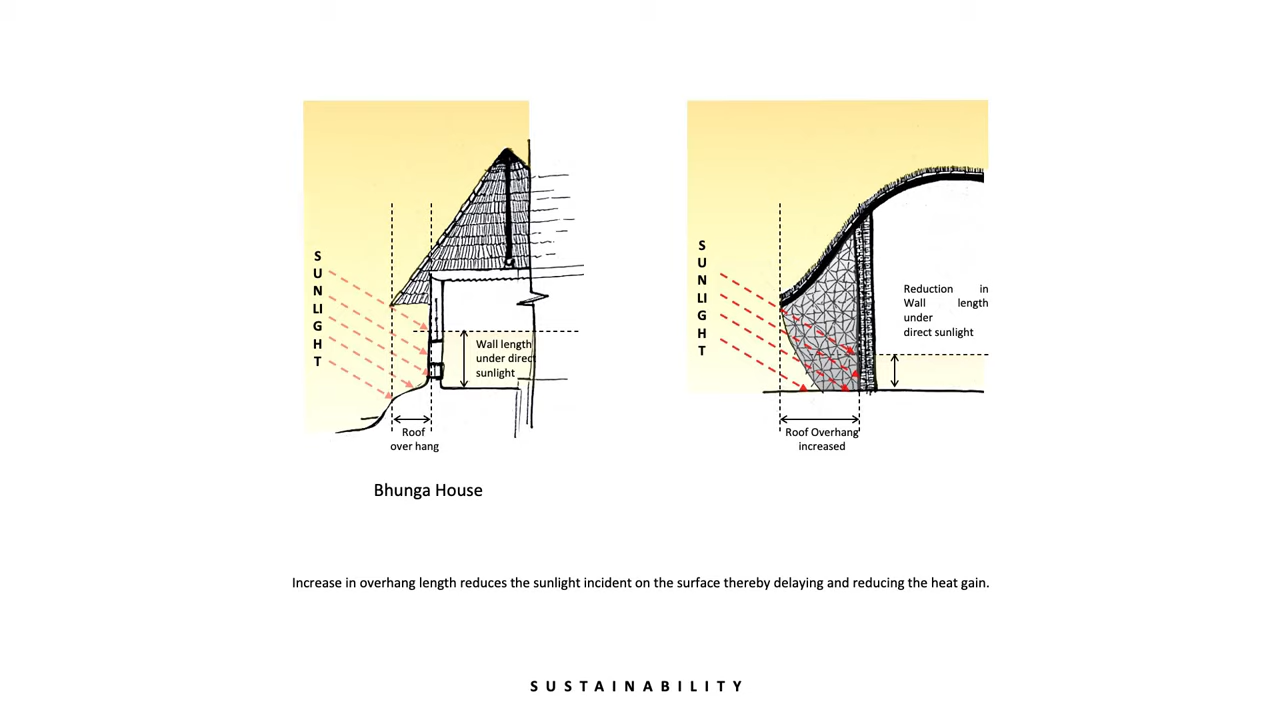 SUNLIGHT
Wall length
under direct
sunlight
Roof
over hang
Bhunga House
SUNLIGHT
Reduction in
Wall length
under
direct sunlight
Roof Overhang
increased
Increase in overhang length reduces the sunlight incident on the surface thereby delaying and reducing the heat gain.
SUSTAINABILITY